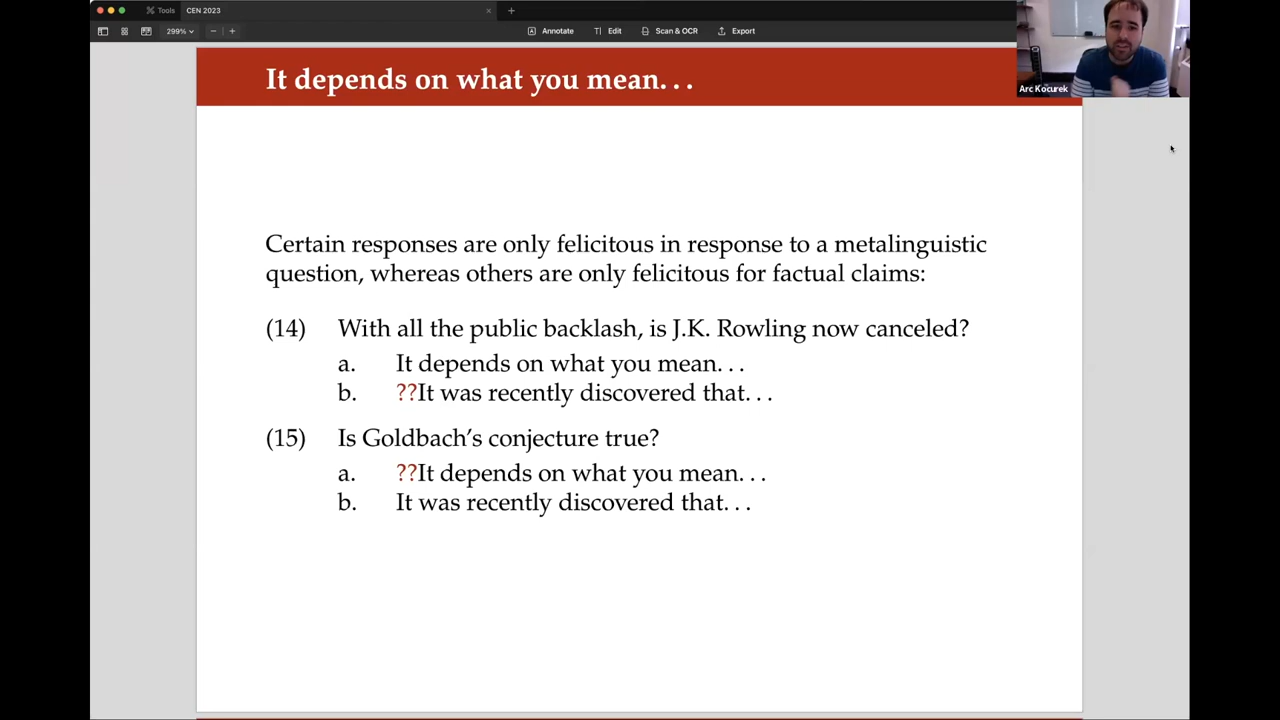 Tools
CEN 2023
299%
Annotate
Edit
Scan & OCR
Export
It depends on what you mean. . .
Arc Kocurek
Certain responses are only felicitous in response to a metalinguistic
question, whereas others are only felicitous for factual claims:
(14) With all the public backlash, is J.K. Rowling now canceled?
a. It depends on what you mean. . .
b. ??It was recently discovered that. . .
(15) Is Goldbach's conjecture true?
a. ??It depends on what you mean. . .
b. It was recently discovered that. . .